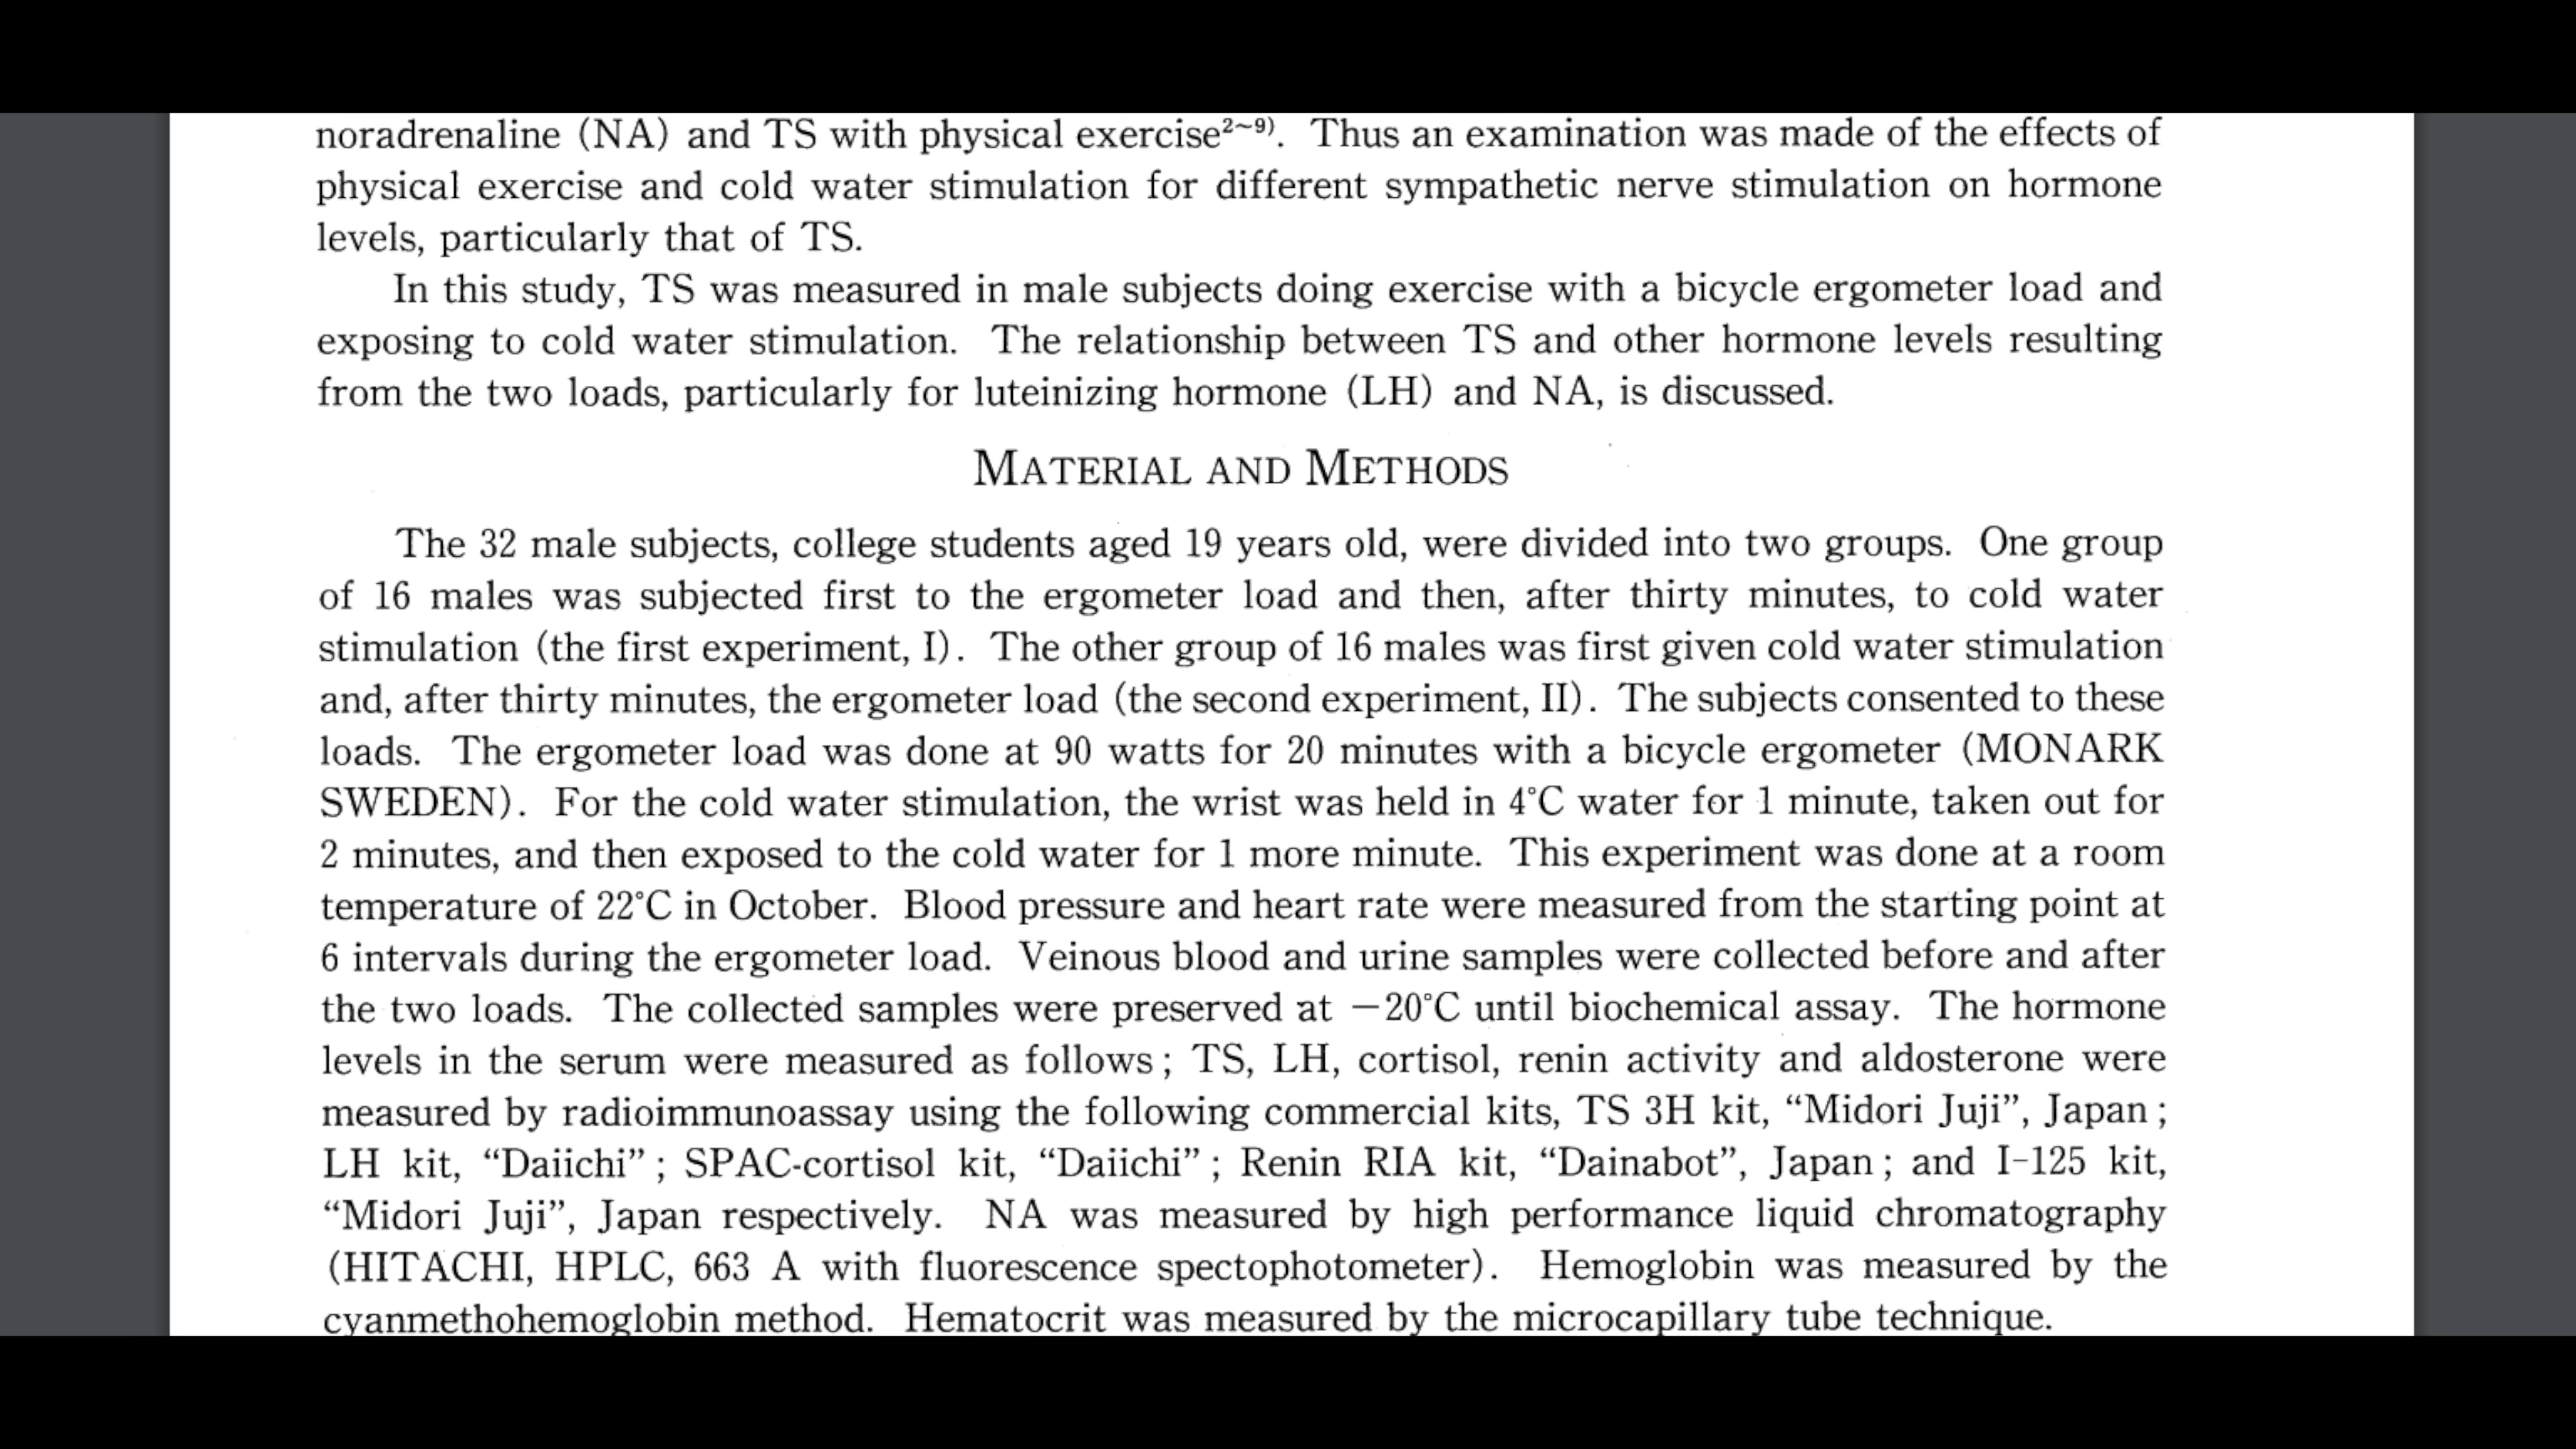 noradrenaline (NA) and TS with physical exercise2~9). Thus an examination was made of the effects of
physical exercise and cold water stimulation for different sympathetic nerve stimulation on hormone
levels, particularly that of TS.
In this study, TS was measured in male subjects doing exercise with a bicycle ergometer load and
exposing to cold water stimulation. The relationship between TS and other hormone levels resulting
from the two loads, particularly for luteinizing hormone (LH) and NA, is discussed.
MATERIAL AND METHODS
The 32 male subjects, college students aged 19 years old, were divided into two groups. One group
of 16 males was subjected first to the ergometer load and then, after thirty minutes, to cold water
stimulation (the first experiment, I). The other group of 16 males was first given cold water stimulation
and, after thirty minutes, the ergometer load (the second experiment, II). The subjects consented to these
loads. The ergometer load was done at 90 watts for 20 minutes with a bicycle ergometer (MONARK
SWEDEN). For the cold water stimulation, the wrist was held in 4°C water for 1 minute, taken out for
2 minutes, and then exposed to the cold water for 1 more minute. This experiment was done at a room
temperature of 22°C in October. Blood pressure and heart rate were measured from the starting point at
6 intervals during the ergometer load. Veinous blood and urine samples were collected before and after
the two loads. The collected samples were preserved at −20°C until biochemical assay. The hormone
levels in the serum were measured as follows; TS, LH, cortisol, renin activity and aldosterone were
measured by radioimmunoassay using the following commercial kits, TS 3H kit, “Midori Juji”, Japan;
LH kit, “Daiichi”; SPAC-cortisol kit, “Daiichi”; Renin RIA kit, “Dainabot”, Japan; and I-125 kit,
“Midori Juji”, Japan respectively. NA was measured by high performance liquid chromatography
(HITACHI, HPLC, 663 A with fluorescence spectophotometer). Hemoglobin was measured by the
cyanmethohemoglobin method. Hematocrit was measured by the microcapillary tube technique.